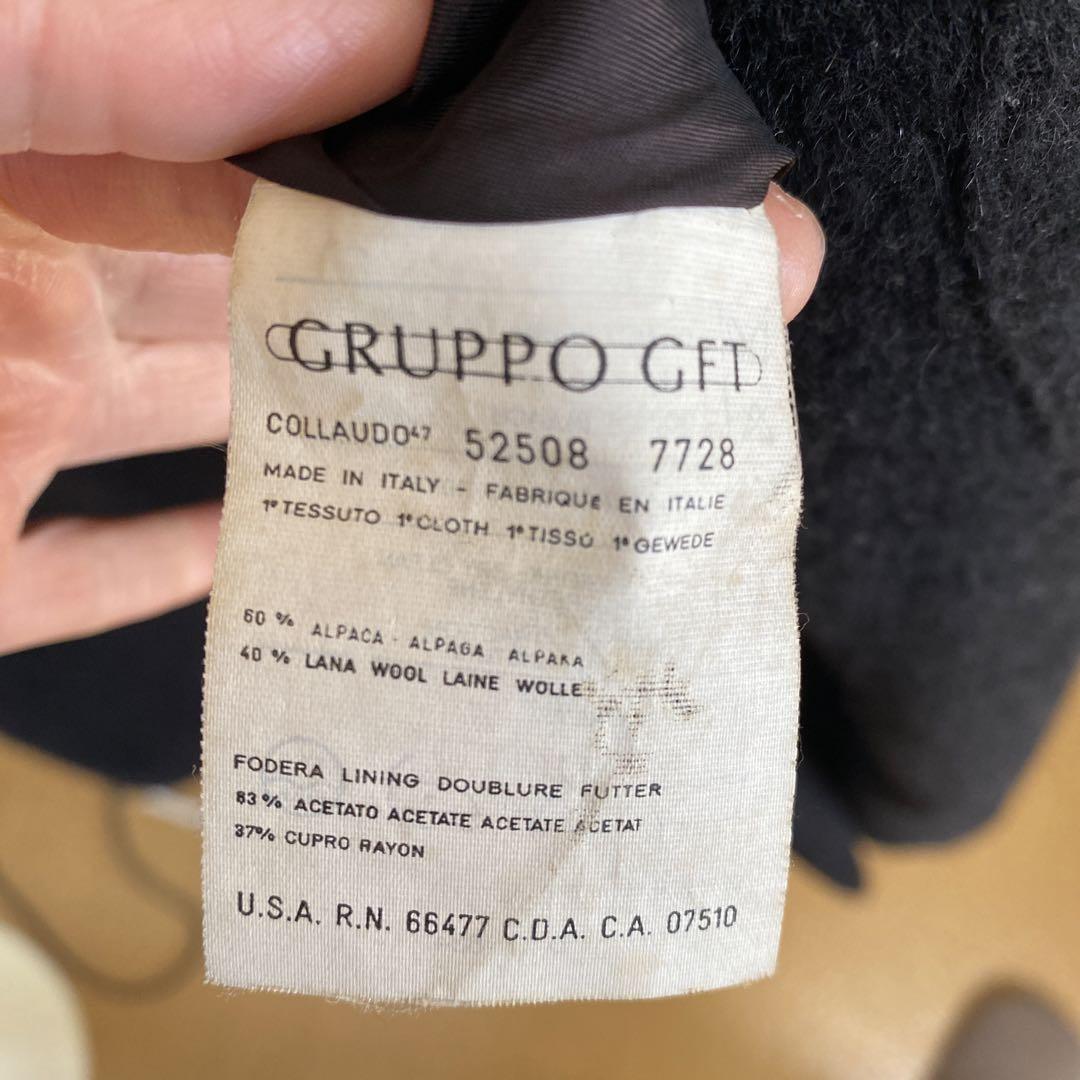 GRUPPO GFT
COLLAUDO 47 52508 7728
MADE IN ITALY - FABRIQUE EN ITALIE
1° TESSUTO 1° CLOTH 1° TISSU 1° GEWEDE
60 % ALPACA - ALPAGA ALPAKA
40 % LANA WOOL LAINE WOLLE
FODERA LINING DOUBLURE FUTTER
63 % ACETATO ACETATE ACETATE ACETAT
37% CUPRO RAYON
U.S.A. R.N. 66477 C.D.A. C.A. 07510